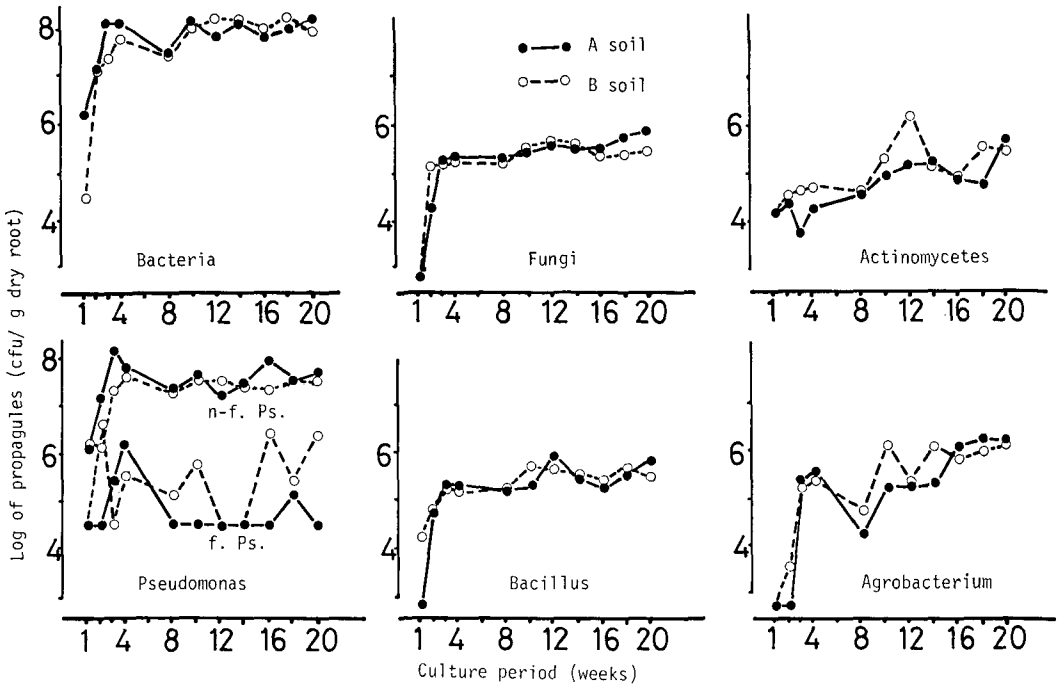 8
6
4
Bacteria
1 4 8 12 16 20
A soil
B soil
6
4
Fungi
1 4 8 12 16 20
6
4
Actinomycetes
1 4 8 12 16 20
Log of propagules (cfu/ g dry root)
8
6
4
n-f. Ps.
f. Ps.
Pseudomonas
1 4 8 12 16 20
6
4
Bacillus
1 4 8 12 16 20
6
4
Agrobacterium
1 4 8 12 16 20
Culture period (weeks)